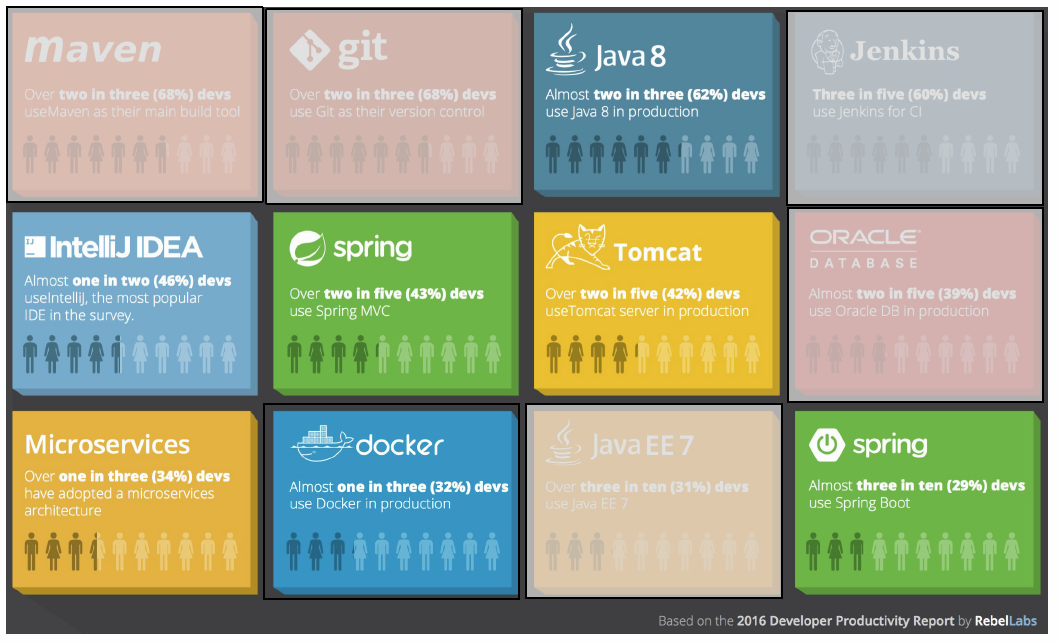 maven
Over two in three (68%) devs
useMaven as their main build tool
git
Over two in three (68%) devs
use Git as their version control
Java 8
Almost two in three (62%) devs
use Java 8 in production
Jenkins
Three in five (60%) devs
use Jenkins for CI
IJ IntelliJ IDEA
Almost one in two (46%) devs
useIntelliJ, the most popular
IDE in the survey.
spring
Over two in five (43%) devs
use Spring MVC
Tomcat
Over two in five (42%) devs
useTomcat server in production
ORACLE
DATABASE
Almost two in five (39%) devs
use Oracle DB in production
Microservices
Over one in three (34%) devs
have adopted a microservices
architecture
docker
Almost one in three (32%) devs
use Docker in production
Java EE 7
Over three in ten (31%) devs
use Java EE 7
spring
Almost three in ten (29%) devs
use Spring Boot
Based on the 2016 Developer Productivity Report by RebelLabs